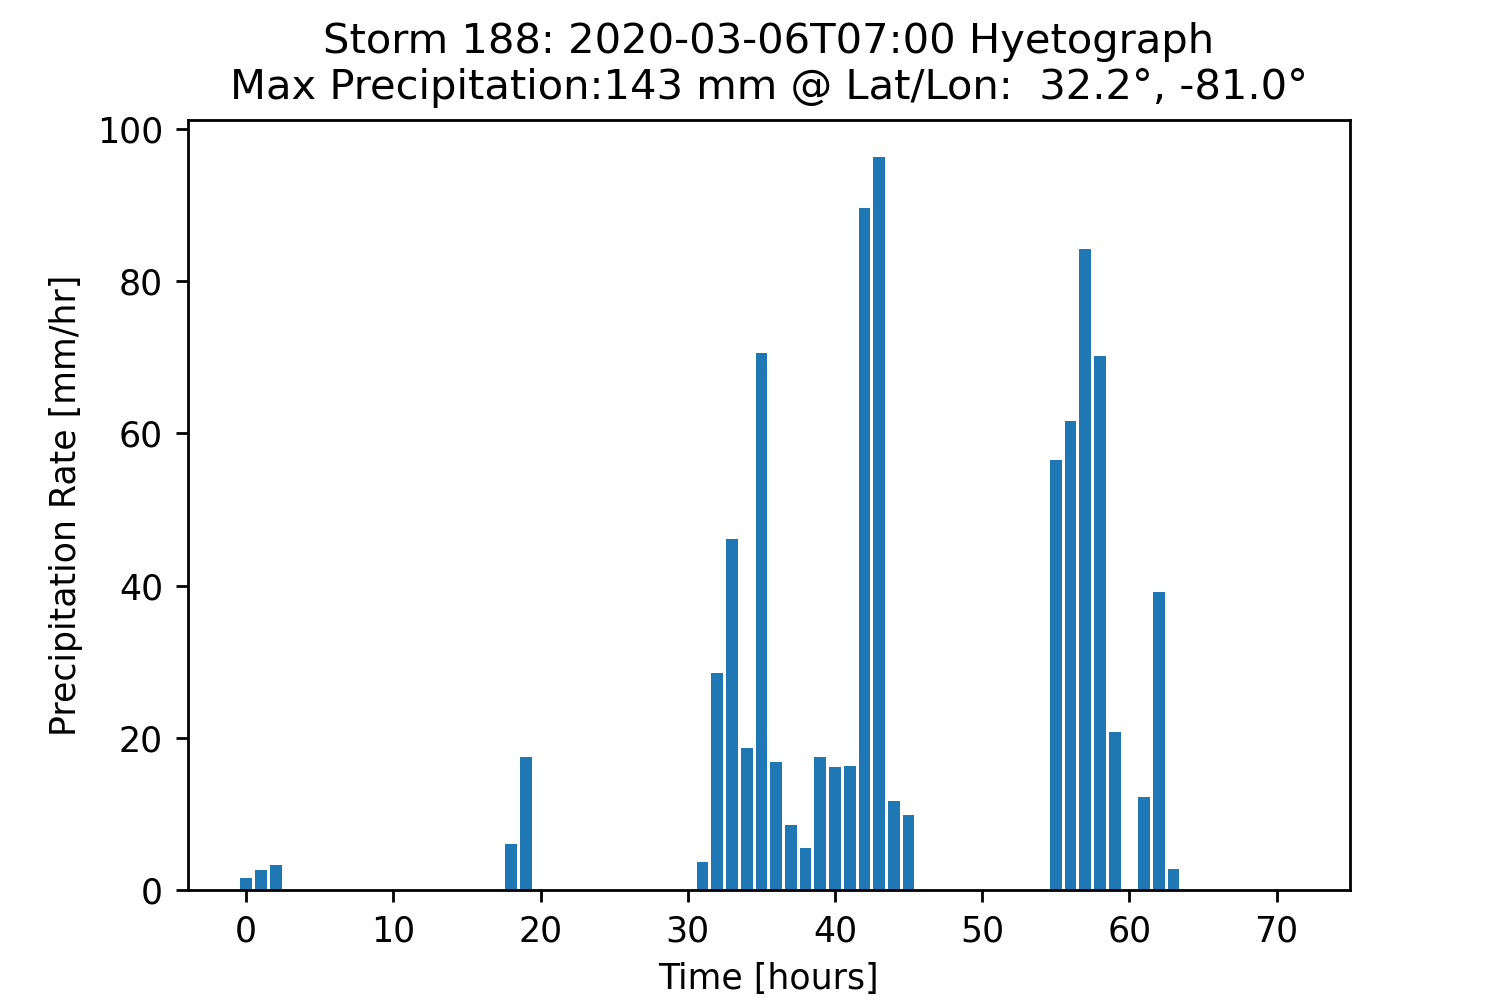 Storm 188: 2020-03-06T07:00 Hyetograph
Max Precipitation:143 mm @ Lat/Lon:  32.2°, -81.0°
100
80
60
40
20
0
Precipitation Rate [mm/hr]
0 10 20 30 40 50 60 70
Time [hours]